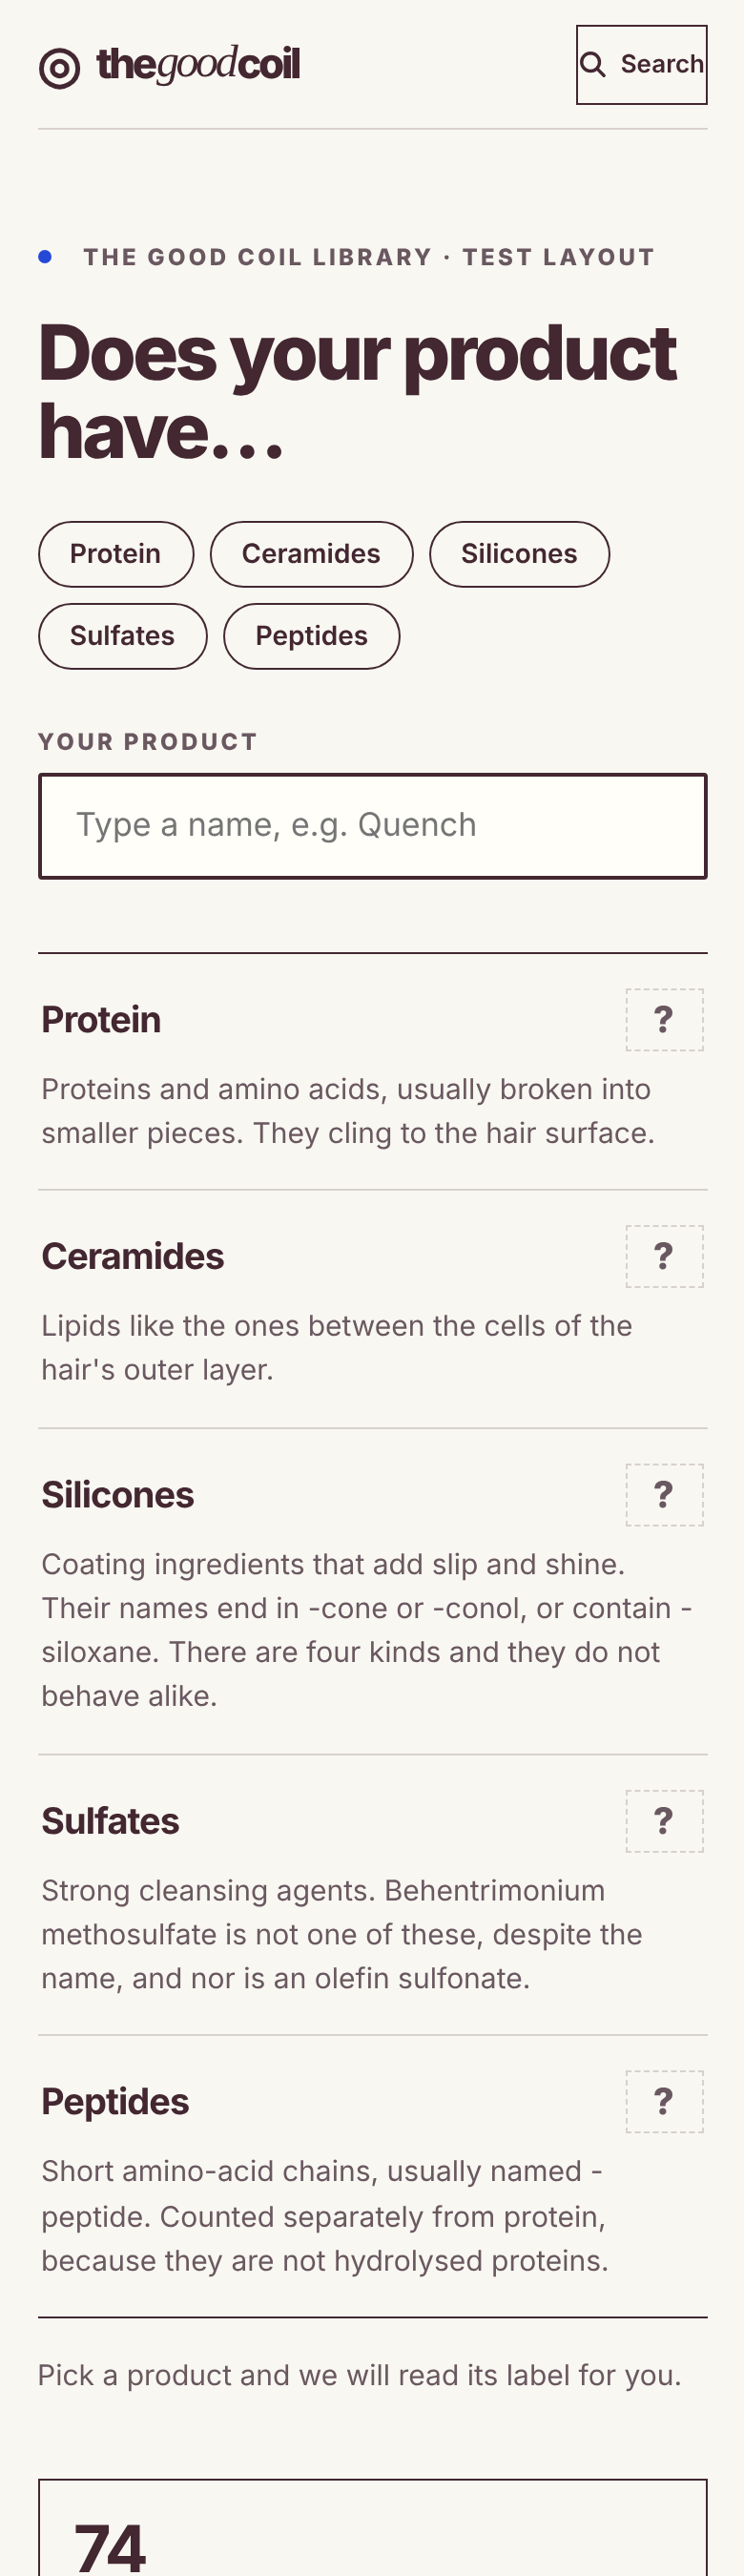 thegoodcoil
Search
THE GOOD COIL LIBRARY · TEST LAYOUT
Does your product
have...
Protein
Ceramides
Silicones
Sulfates
Peptides
YOUR PRODUCT
Type a name, e.g. Quench
Protein
?
Proteins and amino acids, usually broken into
smaller pieces. They cling to the hair surface.
Ceramides
?
Lipids like the ones between the cells of the
hair's outer layer.
Silicones
?
Coating ingredients that add slip and shine.
Their names end in -cone or -conol, or contain -
siloxane. There are four kinds and they do not
behave alike.
Sulfates
?
Strong cleansing agents. Behentrimonium
methosulfate is not one of these, despite the
name, and nor is an olefin sulfonate.
Peptides
?
Short amino-acid chains, usually named -
peptide. Counted separately from protein,
because they are not hydrolysed proteins.
Pick a product and we will read its label for you.
74